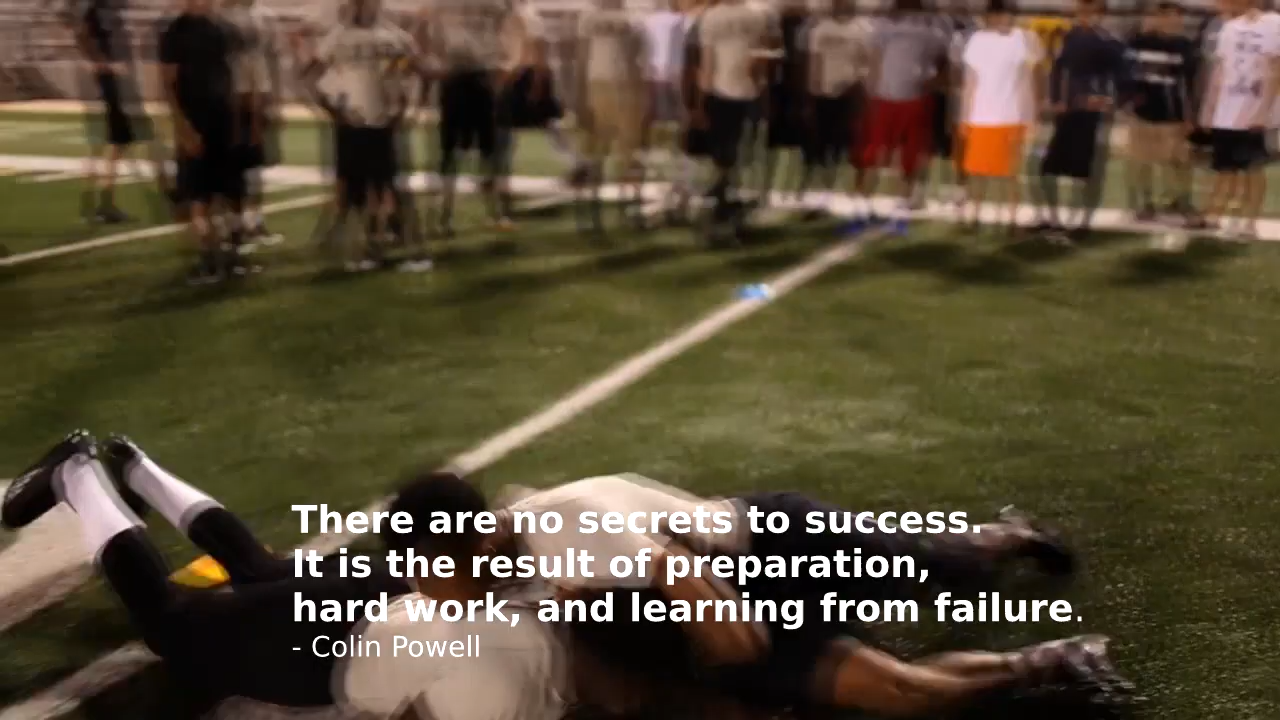 There are no secrets to success.
It is the result of preparation,
hard work, and learning from failure.
- Colin Powell